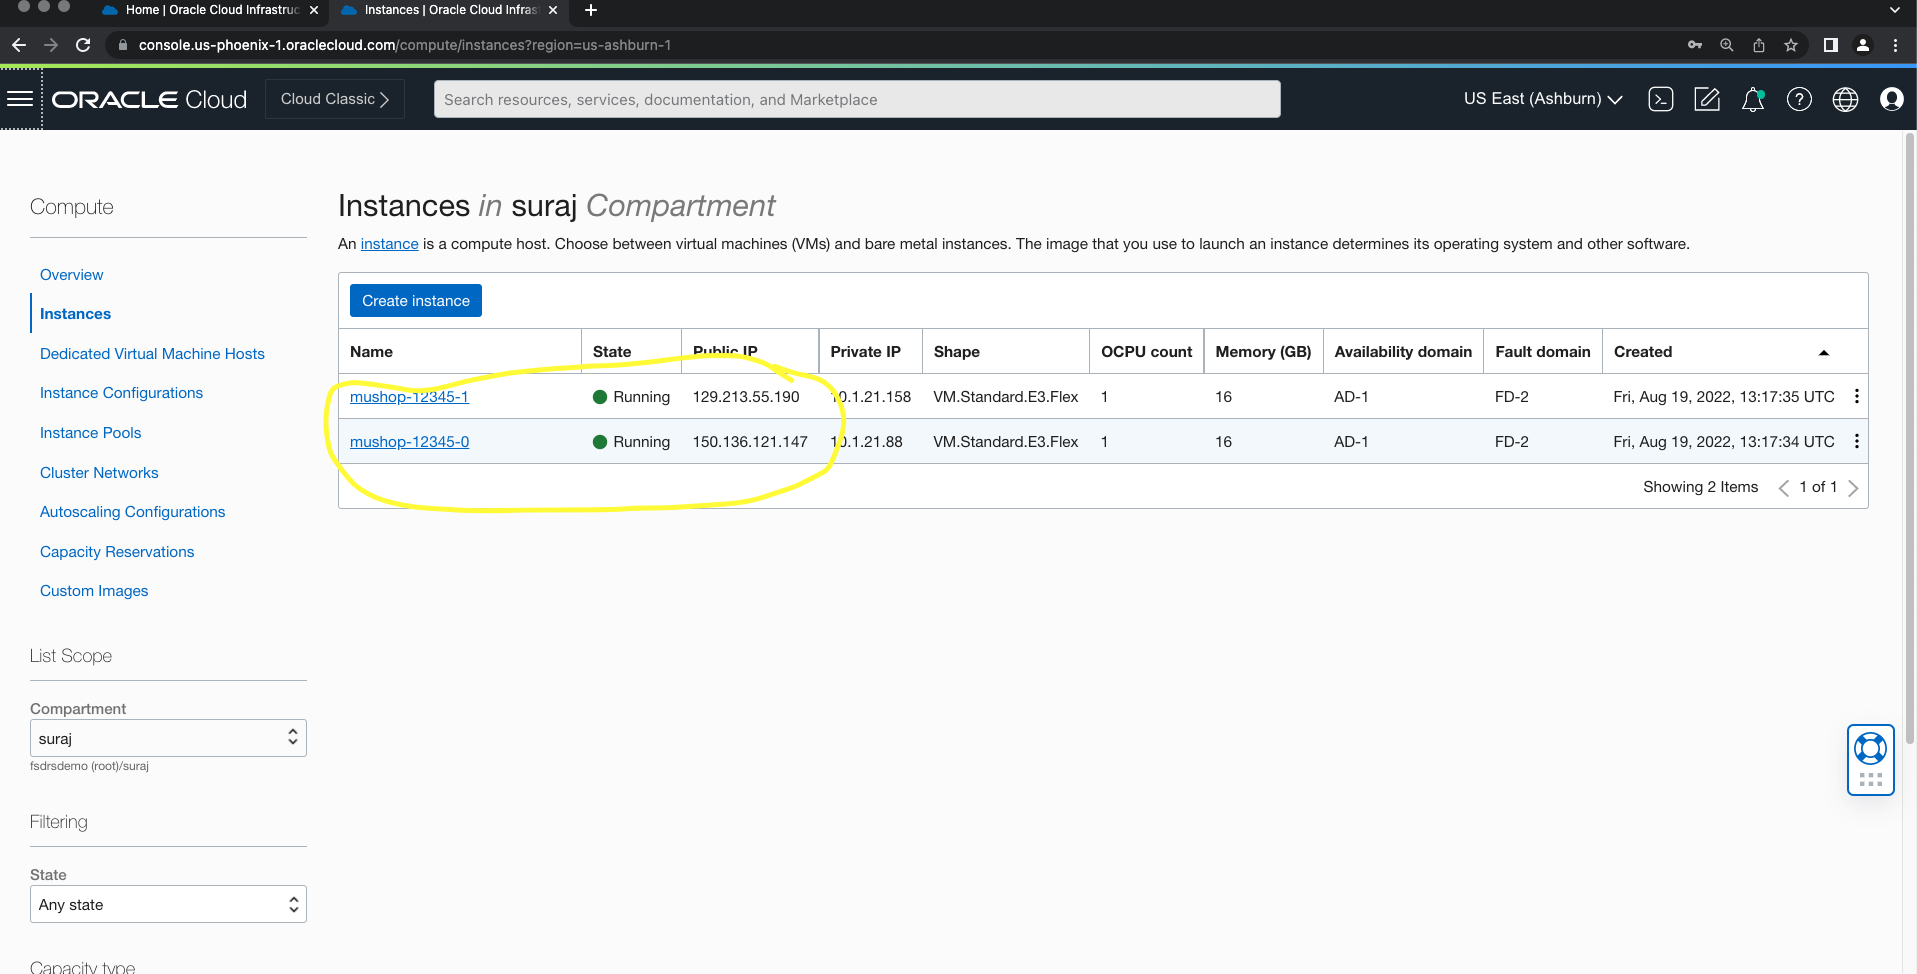 Home | Oracle Cloud Infrastruc
Instances | Oracle Cloud Infras
console.us-phoenix-1.oraclecloud.com/compute/instances?region=us-ashburn-1
ORACLE Cloud
Cloud Classic
Search resources, services, documentation, and Marketplace
US East (Ashburn)
Compute
Overview
Instances
Dedicated Virtual Machine Hosts
Instance Configurations
Instance Pools
Cluster Networks
Autoscaling Configurations
Capacity Reservations
Custom Images
List Scope
Compartment
suraj
fsdrsdemo (root)/suraj
Filtering
State
Any state
Capacity type
Instances in suraj Compartment
An instance is a compute host. Choose between virtual machines (VMs) and bare metal instances. The image that you use to launch an instance determines its operating system and other software.
Create instance
Name State Public IP Private IP Shape OCPU count Memory (GB) Availability domain Fault domain Created
mushop-12345-1 Running 129.213.55.190 10.1.21.158 VM.Standard.E3.Flex 1 16 AD-1 FD-2 Fri, Aug 19, 2022, 13:17:35 UTC
mushop-12345-0 Running 150.136.121.147 10.1.21.88 VM.Standard.E3.Flex 1 16 AD-1 FD-2 Fri, Aug 19, 2022, 13:17:34 UTC
Showing 2 Items 1 of 1